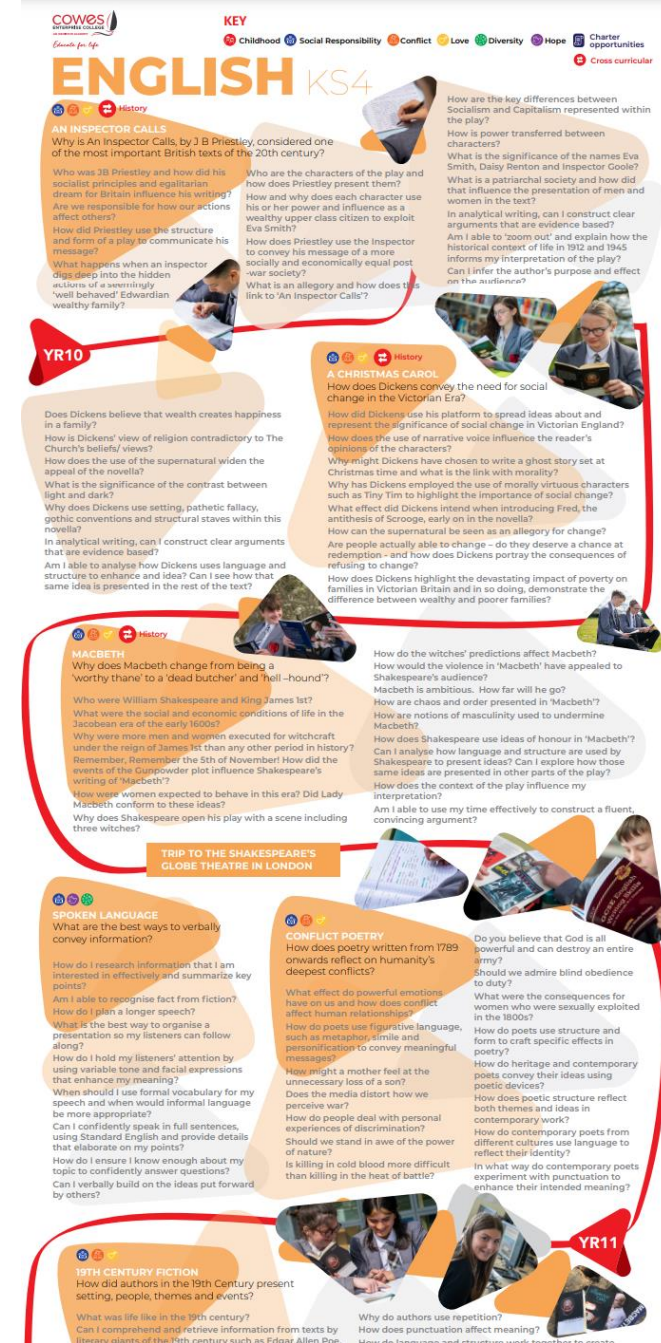 COWES
ENTERPRISE COLLEGE
Educate for life
KEY
Childhood
Social Responsibility
Conflict
Love
Diversity
Hope
Charter
opportunities
Cross curricular
ENGLISH KS4
History
AN INSPECTOR CALLS
Why is An Inspector Calls, by J B Priestley, considered one
of the most important British texts of the 20th century?
Who was JB Priestley and how did his
socialist principles and egalitarian
dream for Britain influence his writing?
Are we responsible for how our actions
affect others?
How did Priestley use the structure
and form of a play to communicate his
message?
What happens when an inspector
digs deep into the hidden
actions of a seemingly
'well behaved' Edwardian
wealthy family?
Who are the characters of the play and
how does Priestley present them?
How and why does each character use
his or her power and influence as a
wealthy upper class citizen to exploit
Eva Smith?
How does Priestley use the Inspector
to convey his message of a more
socially and economically equal post
-war society?
What is an allegory and how does this
link to 'An Inspector Calls'?
How are the key differences between
Socialism and Capitalism represented within
the play?
How is power transferred between
characters?
What is the significance of the names Eva
Smith, Daisy Renton and Inspector Goole?
What is a patriarchal society and how did
that influence the presentation of men and
women in the text?
In analytical writing, can I construct clear
arguments that are evidence based?
Am I able to 'zoom out' and explain how the
historical context of life in 1912 and 1945
informs my interpretation of the play?
Can I infer the author's purpose and effect
on the audience?
YR10
History
A CHRISTMAS CAROL
How does Dickens convey the need for social
change in the Victorian Era?
How did Dickens use his platform to spread ideas about and
represent the significance of social change in Victorian England?
How does the use of narrative voice influence the reader's
opinions of the characters?
Why might Dickens have chosen to write a ghost story set at
Christmas time and what is the link with morality?
Why has Dickens employed the use of morally virtuous characters
such as Tiny Tim to highlight the importance of social change?
What effect did Dickens intend when introducing Fred, the
antithesis of Scrooge, early on in the novella?
How can the supernatural be seen as an allegory for change?
Are people actually able to change – do they deserve a chance at
redemption - and how does Dickens portray the consequences of
refusing to change?
How does Dickens highlight the devastating impact of poverty on
families in Victorian Britain and in so doing, demonstrate the
difference between wealthy and poorer families?
Does Dickens believe that wealth creates happiness
in a family?
How is Dickens' view of religion contradictory to The
Church's beliefs/ views?
How does the use of the supernatural widen the
appeal of the novella?
What is the significance of the contrast between
light and dark?
Why does Dickens use setting, pathetic fallacy,
gothic conventions and structural staves within this
novella?
In analytical writing, can I construct clear arguments
that are evidence based?
Am I able to analyse how Dickens uses language and
structure to enhance and idea? Can I see how that
same idea is presented in the rest of the text?
History
MACBETH
Why does Macbeth change from being a
'worthy thane' to a 'dead butcher' and 'hell –hound'?
Who were William Shakespeare and King James 1st?
What were the social and economic conditions of life in the
Jacobean era of the early 1600s?
Why were more men and women executed for witchcraft
under the reign of James 1st than any other period in history?
Remember, Remember the 5th of November! How did the
events of the Gunpowder plot influence Shakespeare's
writing of 'Macbeth'?
How were women expected to behave in this era? Did Lady
Macbeth conform to these ideas?
Why does Shakespeare open his play with a scene including
three witches?
How do the witches' predictions affect Macbeth?
How would the violence in 'Macbeth' have appealed to
Shakespeare's audience?
Macbeth is ambitious. How far will he go?
How are chaos and order presented in 'Macbeth'?
How are notions of masculinity used to undermine
Macbeth?
How does Shakespeare use ideas of honour in 'Macbeth'?
Can I analyse how language and structure are used by
Shakespeare to present ideas? Can I explore how those
same ideas are presented in other parts of the play?
How does the context of the play influence my
interpretation?
Am I able to use my time effectively to construct a fluent,
convincing argument?
TRIP TO THE SHAKESPEARE'S
GLOBE THEATRE IN LONDON
SPOKEN LANGUAGE
What are the best ways to verbally
convey information?
How do I research information that I am
interested in effectively and summarize key
points?
Am I able to recognise fact from fiction?
How do I plan a longer speech?
What is the best way to organise a
presentation so my listeners can follow
along?
How do I hold my listeners' attention by
using variable tone and facial expressions
that enhance my meaning?
When should I use formal vocabulary for my
speech and when would informal language
be more appropriate?
Can I confidently speak in full sentences,
using Standard English and provide details
that elaborate on my points?
How do I ensure I know enough about my
topic to confidently answer questions?
Can I verbally build on the ideas put forward
by others?
CONFLICT POETRY
How does poetry written from 1789
onwards reflect on humanity's
deepest conflicts?
What effect do powerful emotions
have on us and how does conflict
affect human relationships?
How do poets use figurative language,
such as metaphor, simile and
personification to convey meaningful
messages?
How might a mother feel at the
unnecessary loss of a son?
Does the media distort how we
perceive war?
How do people deal with personal
experiences of discrimination?
Should we stand in awe of the power
of nature?
Is killing in cold blood more difficult
than killing in the heat of battle?
Do you believe that God is all
powerful and can destroy an entire
army?
Should we admire blind obedience
to duty?
What were the consequences for
women who were sexually exploited
in the 1800s?
How do poets use structure and
form to craft specific effects in
poetry?
How do heritage and contemporary
poets convey their ideas using
poetic devices?
How does poetic structure reflect
both themes and ideas in
contemporary work?
How do contemporary poets from
different cultures use language to
reflect their identity?
In what way do contemporary poets
experiment with punctuation to
enhance their intended meaning?
YR11
19TH CENTURY FICTION
How did authors in the 19th Century present
setting, people, themes and events?
What was life like in the 19th century?
Can I comprehend and retrieve information from texts by
literary giants of the 19th century such as Edgar Allen Poe,
Why do authors use repetition?
How does punctuation affect meaning?
How do language and structure work together to create